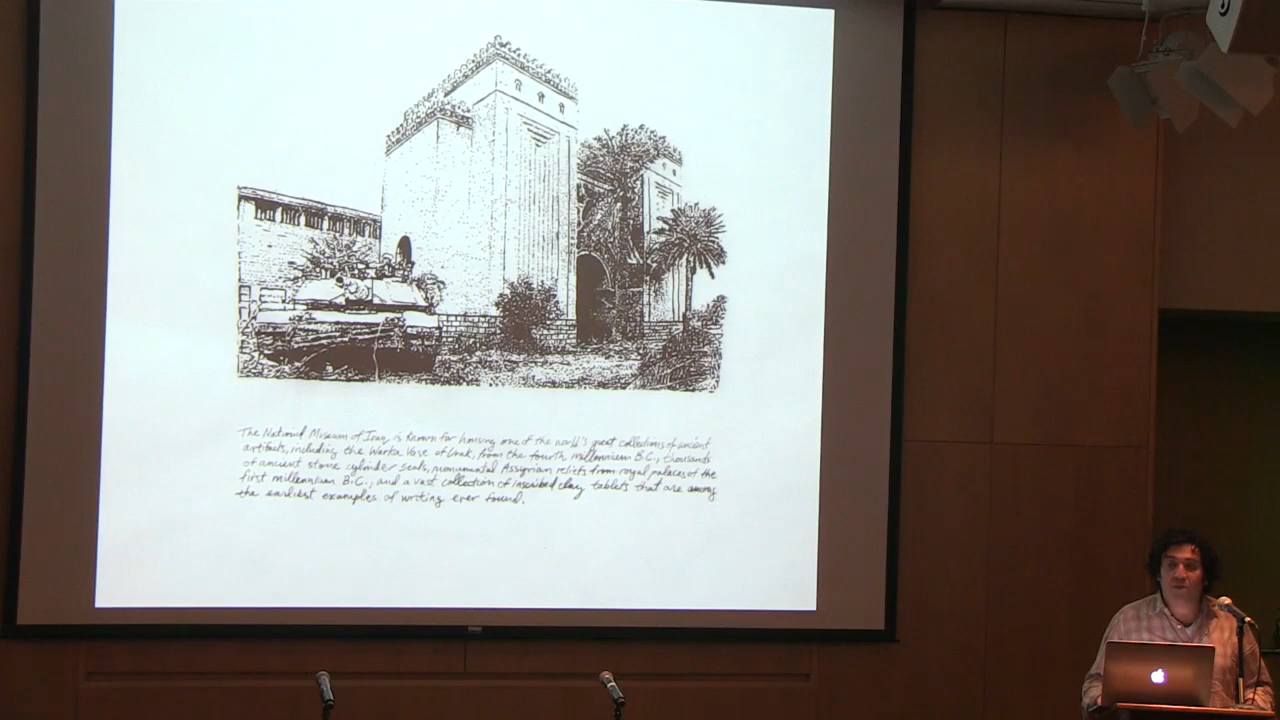 The National Museum of Iraq, is known for housing one of the world's great collections of ancient
artifacts, including the Warka Vase of Uruk, from the fourth millennium B.C., thousands
of ancient stone cylinder seals, monumental Assyrian reliefs from royal palaces of the
first millennium B.C., and a vast collection of inscribed clay tablets that are among
the earliest examples of writing ever found.